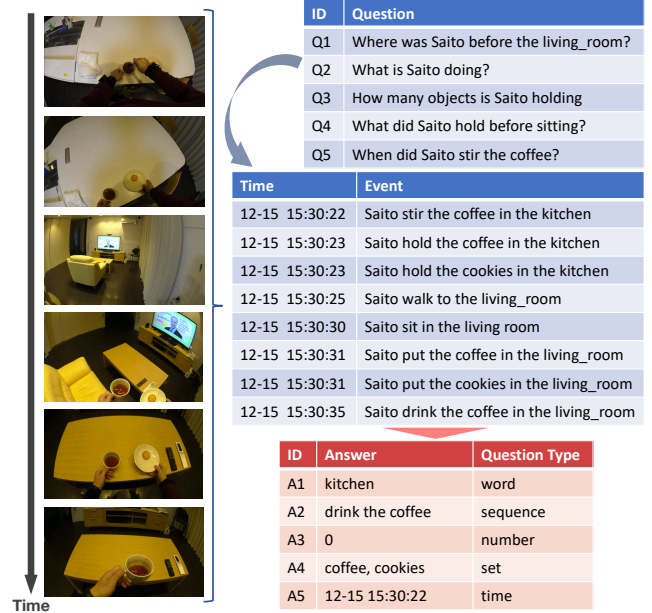 ID Question
Q1 Where was Saito before the living_room?
Q2 What is Saito doing?
Q3 How many objects is Saito holding
Q4 What did Saito hold before sitting?
Q5 When did Saito stir the coffee?
Time Event
12-15 15:30:22 Saito stir the coffee in the kitchen
12-15 15:30:23 Saito hold the coffee in the kitchen
12-15 15:30:23 Saito hold the cookies in the kitchen
12-15 15:30:25 Saito walk to the living_room
12-15 15:30:30 Saito sit in the living room
12-15 15:30:31 Saito put the coffee in the living_room
12-15 15:30:31 Saito put the cookies in the living_room
12-15 15:30:35 Saito drink the coffee in the living_room
ID Answer Question Type
A1 kitchen word
A2 drink the coffee sequence
A3 0 number
A4 coffee, cookies set
A5 12-15 15:30:22 time
Time